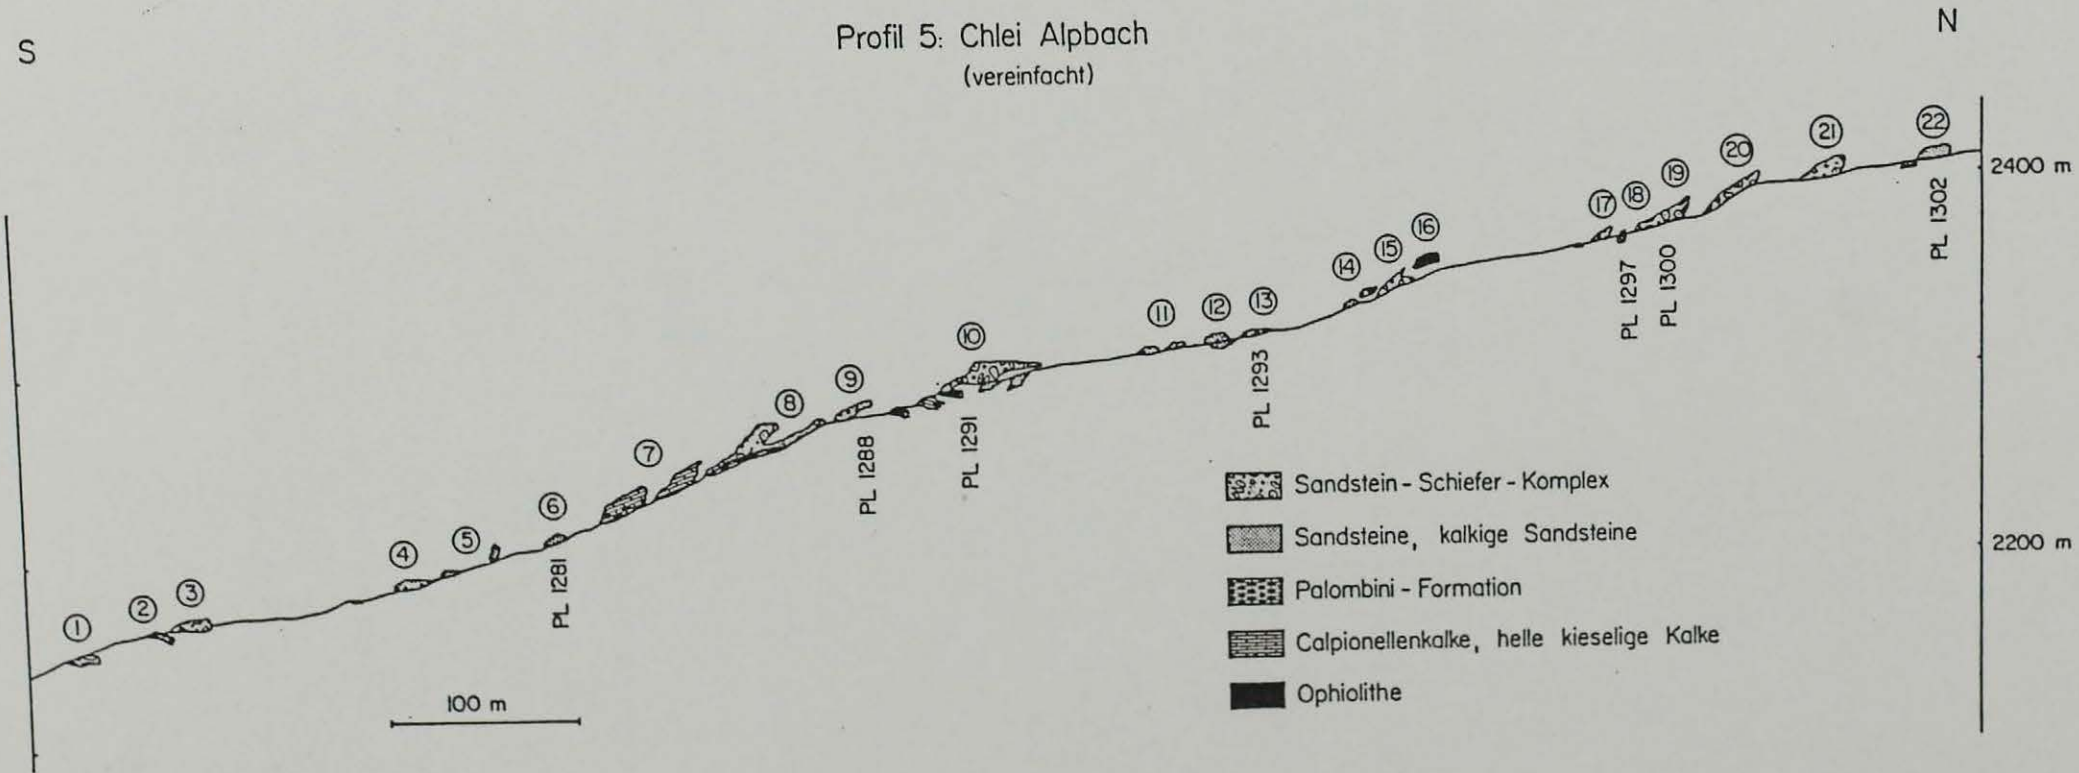 S
Profil 5: Chlei Alpbach
(vereinfacht)
N
1
2
3
4
5
6
7
8
9
10
11
12
13
14
15
16
17
18
19
20
21
22
2400 m
2200 m
PL 1281
PL 1288
PL 1291
PL 1293
PL 1297
PL 1300
PL 1302
100 m
Sandstein - Schiefer - Komplex
Sandsteine, kalkige Sandsteine
Palombini - Formation
Calpionellenkalke, helle kieselige Kalke
Ophiolithe